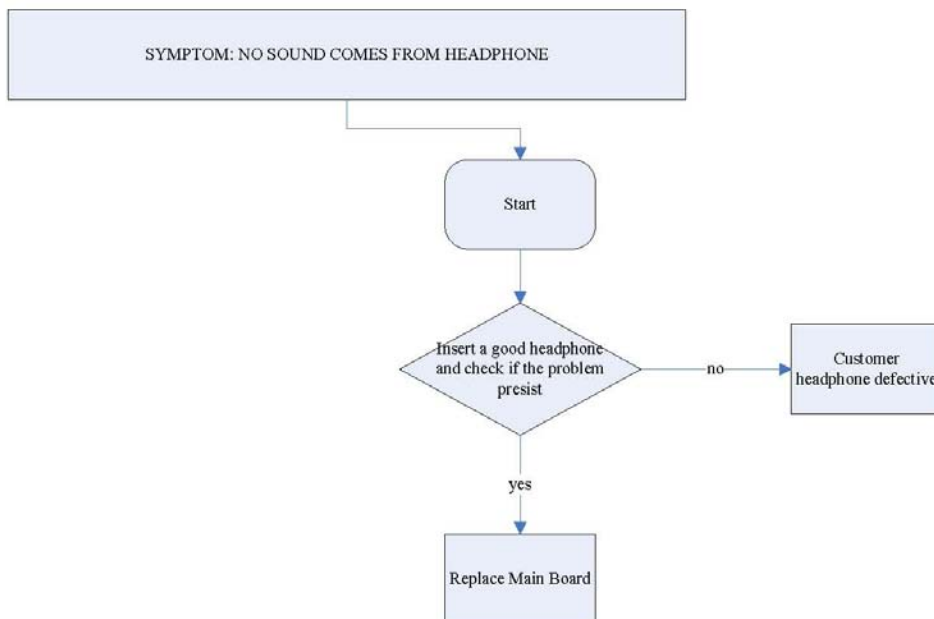 SYMPTOM: NO SOUND COMES FROM HEADPHONE
Start
Insert a good headphone
and check if the problem
presist
no
Customer
headphone defective
yes
Replace Main Board